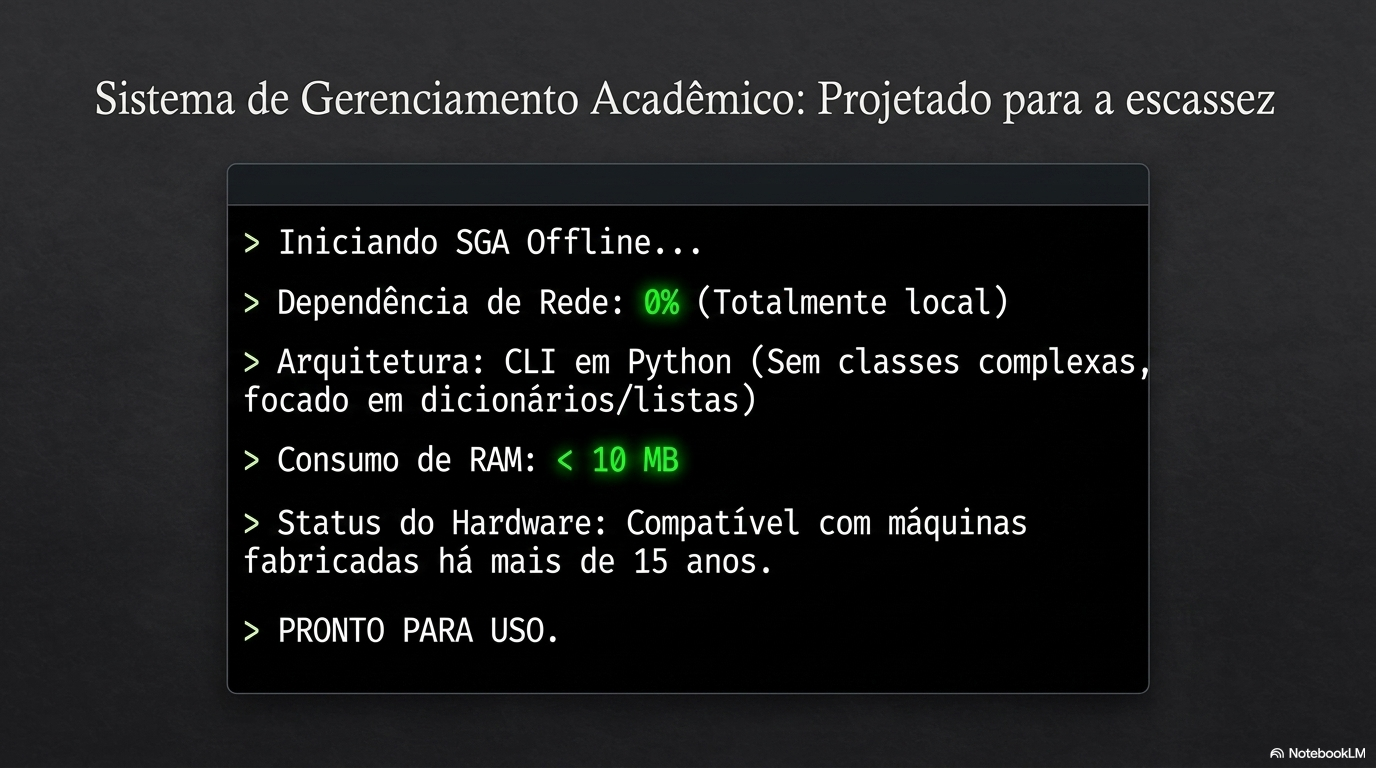 Sistema de Gerenciamento Acadêmico: Projetado para a escassez
> Iniciando SGA Offline...
> Dependência de Rede: 0% (Totalmente local)
> Arquitetura: CLI em Python (Sem classes complexas,
focado em dicionários/listas)
> Consumo de RAM: < 10 MB
> Status do Hardware: Compatível com máquinas
fabricadas há mais de 15 anos.
> PRONTO PARA USO.
NotebookLM